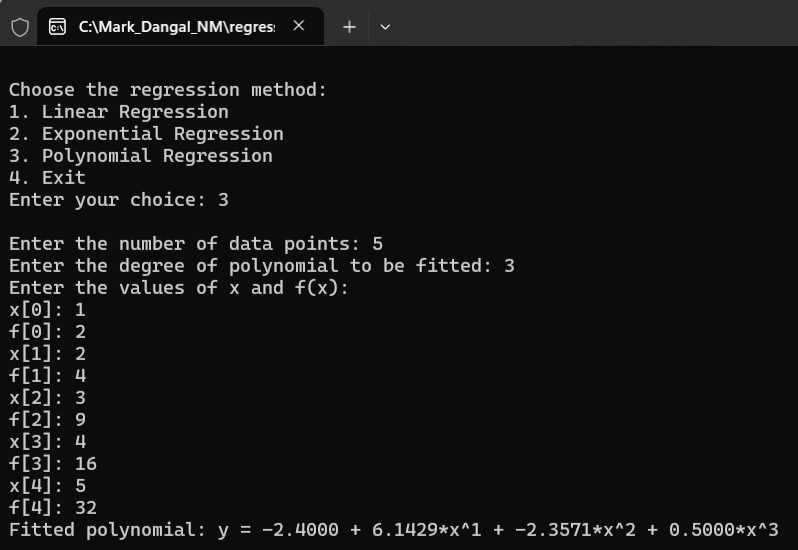 C:\Mark_Dangal_NM\regres
Choose the regression method:
1. Linear Regression
2. Exponential Regression
3. Polynomial Regression
4. Exit
Enter your choice: 3
Enter the number of data points: 5
Enter the degree of polynomial to be fitted: 3
Enter the values of x and f(x):
x[0]: 1
f[0]: 2
x[1]: 2
f[1]: 4
x[2]: 3
f[2]: 9
x[3]: 4
f[3]: 16
x[4]: 5
f[4]: 32
Fitted polynomial: y = -2.4000 + 6.1429*x^1 + -2.3571*x^2 + 0.5000*x^3